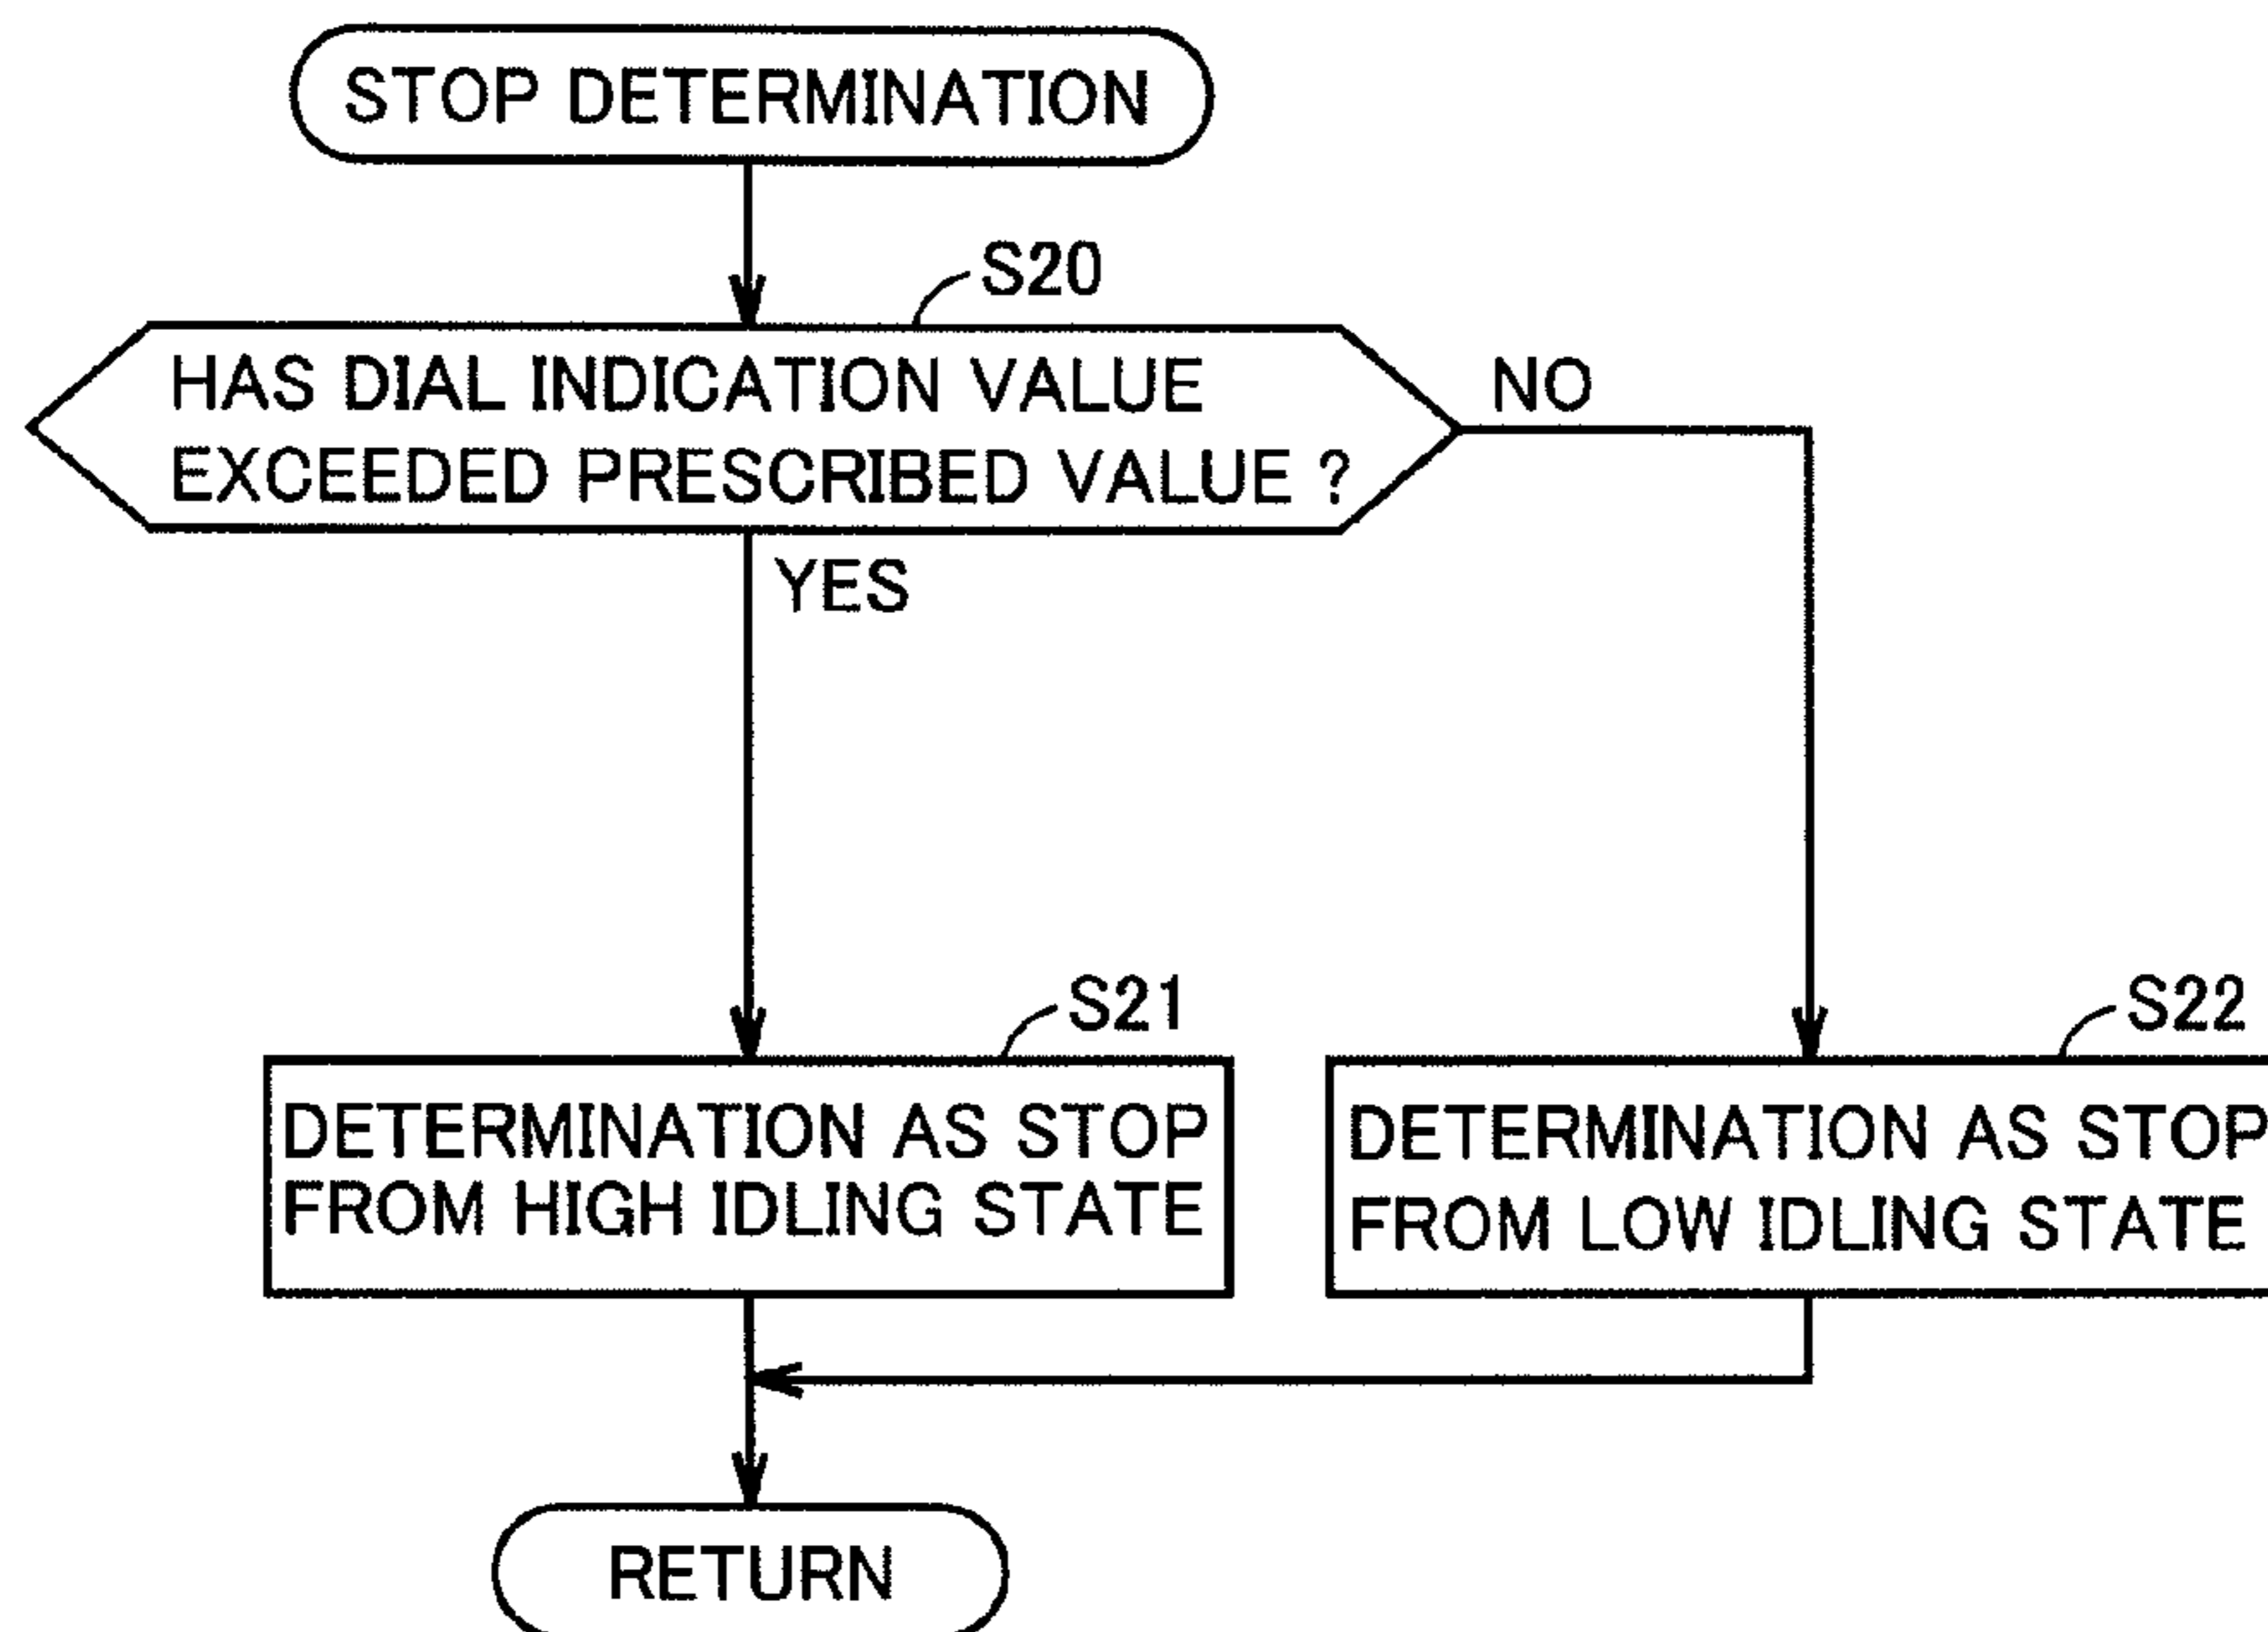 STOP DETERMINATION
S20
HAS DIAL INDICATION VALUE
EXCEEDED PRESCRIBED VALUE ?
NO
YES
S21
DETERMINATION AS STOP
FROM HIGH IDLING STATE
S22
DETERMINATION AS STOP
FROM LOW IDLING STATE
RETURN